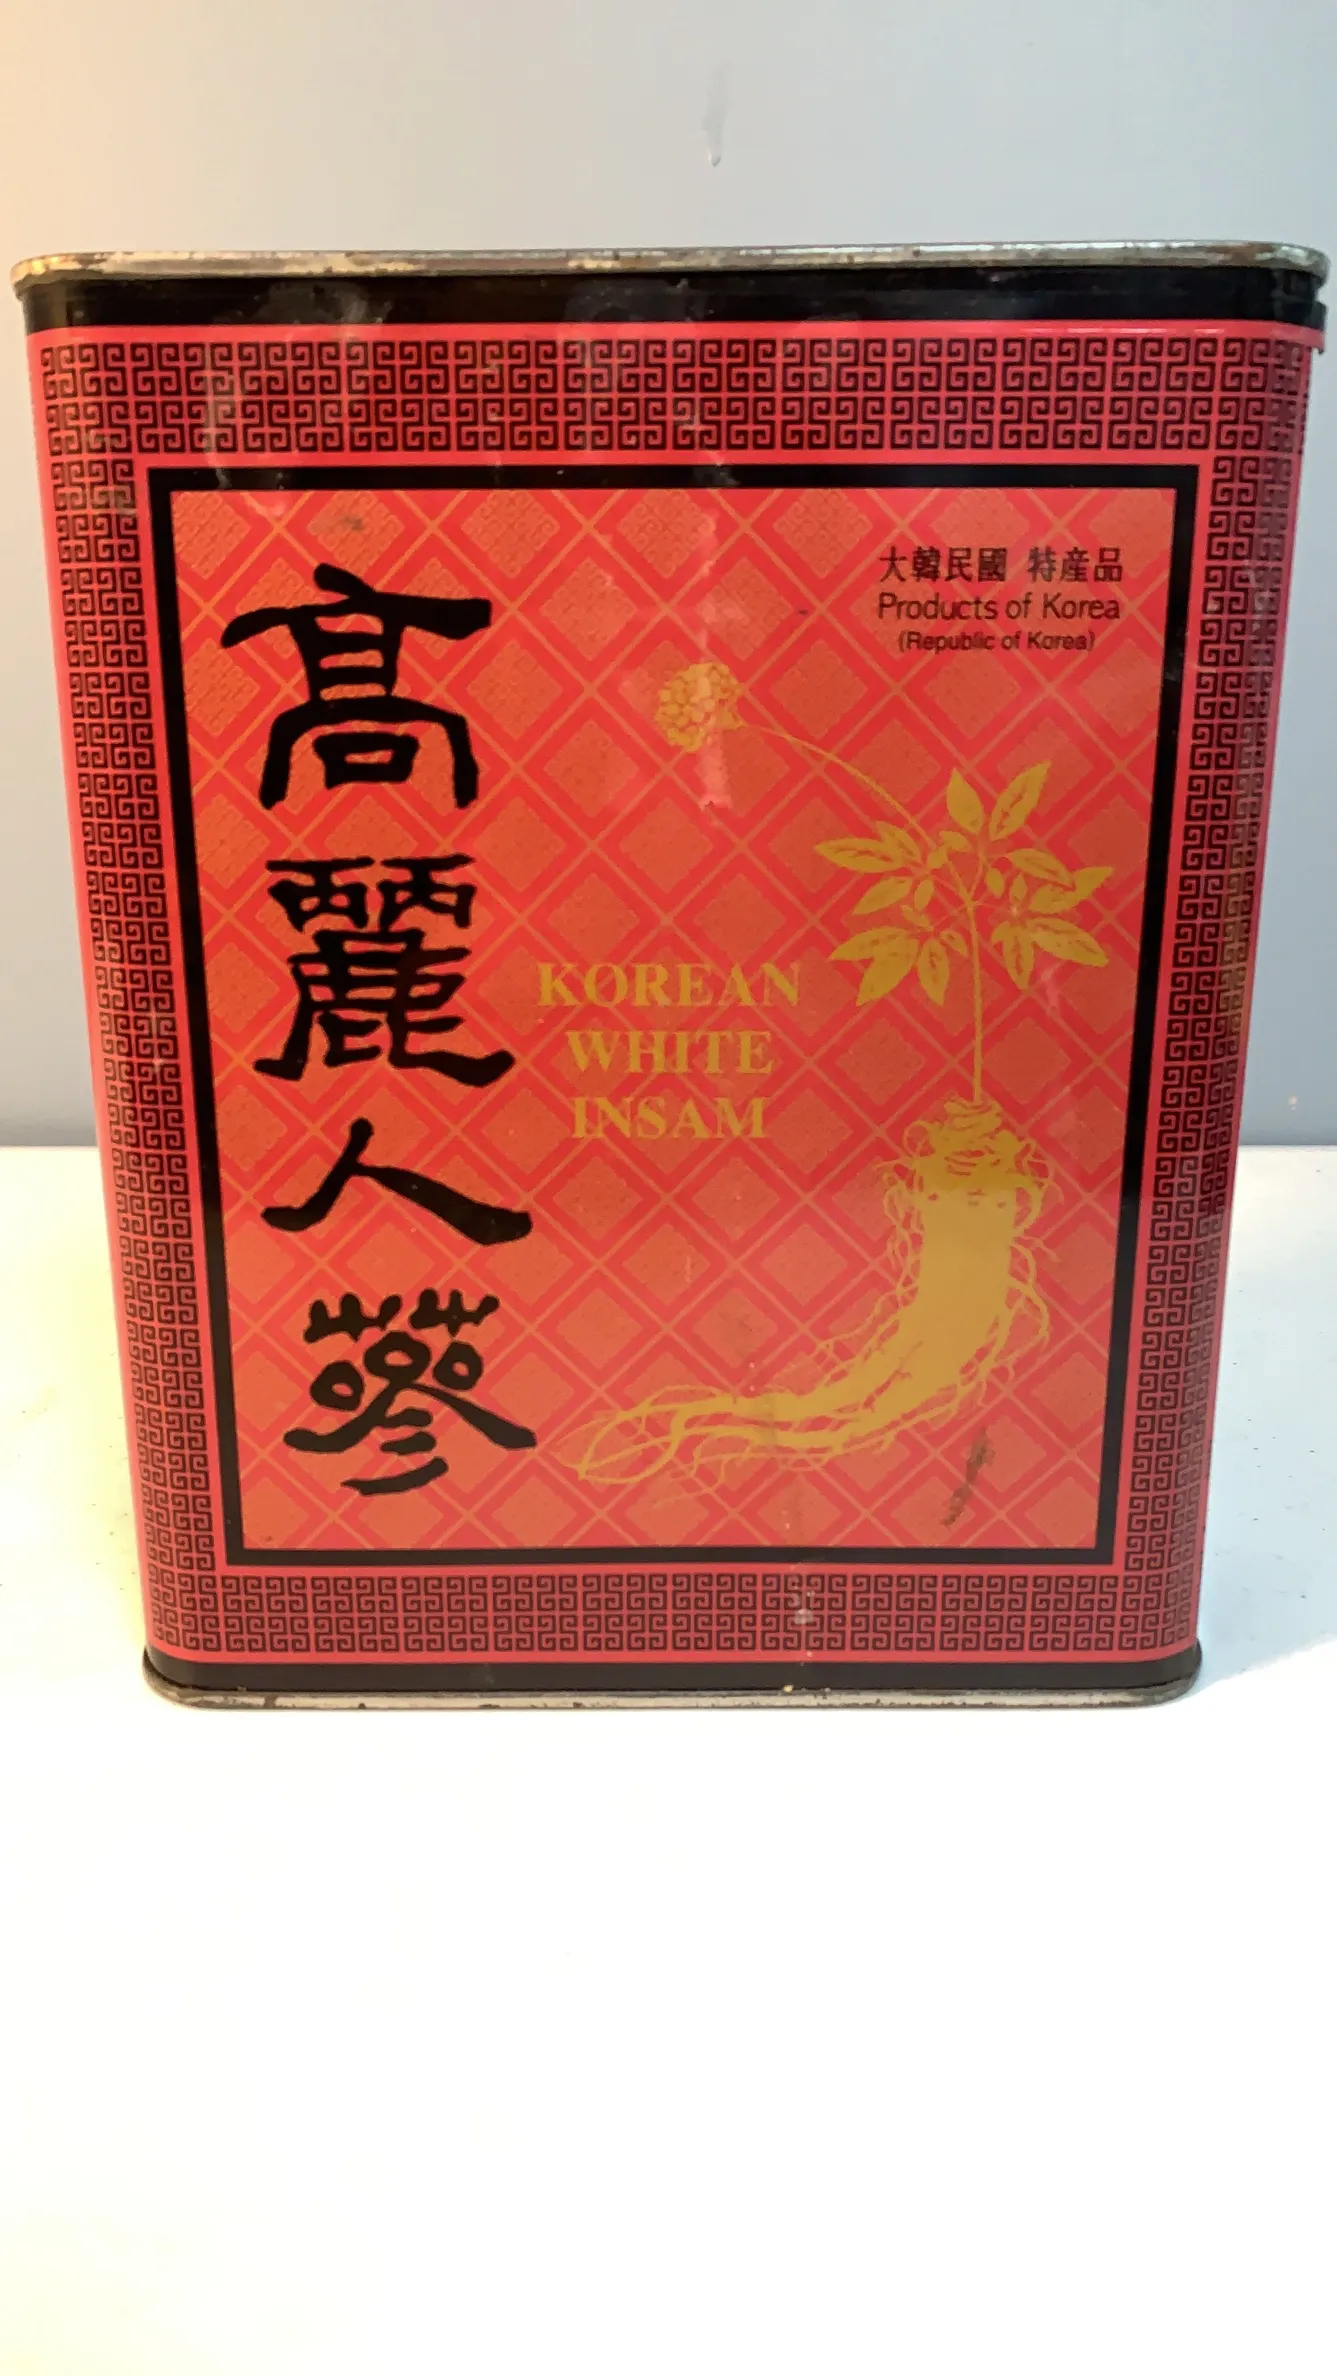 高麗人蔘
大韓民國 特産品
Products of Korea
(Republic of Korea)
KOREAN
WHITE
INSAM